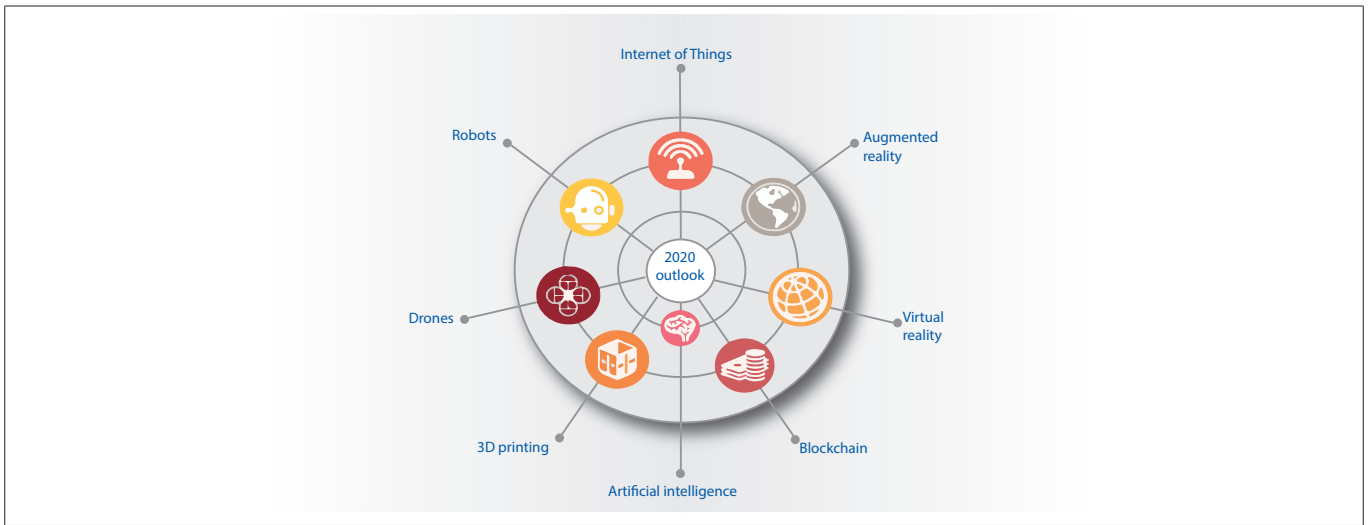 Internet of Things
Robots
Augmented
reality
2020
outlook
Drones
Virtual
reality
3D printing
Blockchain
Artificial intelligence